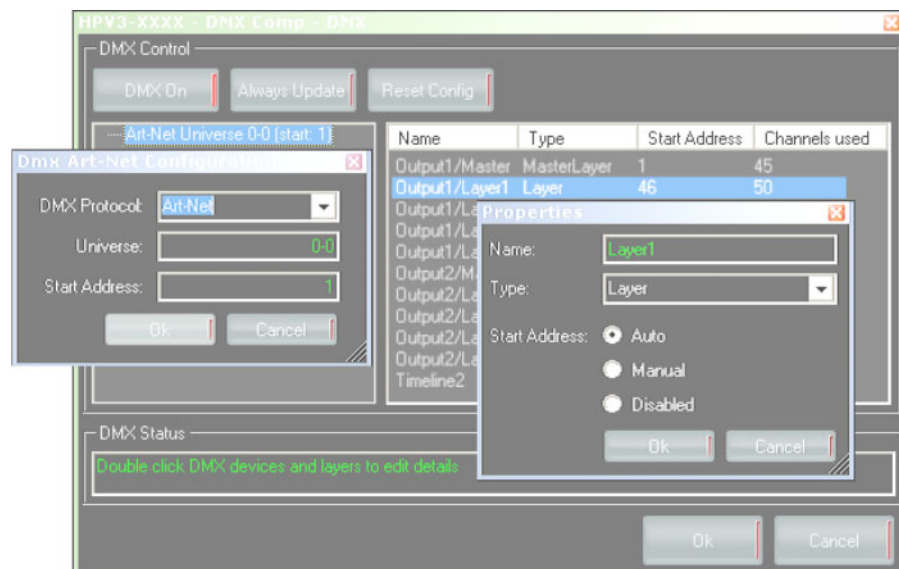 HPV3-XXXX - DMX Comp - DMX
DMX Control
DMX On
Always Update
Reset Config
Art-Net Universe 0-0 (start: 1)
Name Type Start Address Channels used
Output1/Master MasterLayer 1 45
Output1/Layer1 Layer 46 50
Output1/La
Output1/La
Output1/La
Output2/M
Output2/La
Output2/La
Output2/La
Output2/La
Timeline2
Dmx Art-Net Configuration
DMX Protocol: Art-Net
Universe: 0-0
Start Address: 1
Ok Cancel
Properties
Name: Layer1
Type: Layer
Start Address: Auto
Manual
Disabled
Ok Cancel
DMX Status
Double click DMX devices and layers to edit details
Ok Cancel